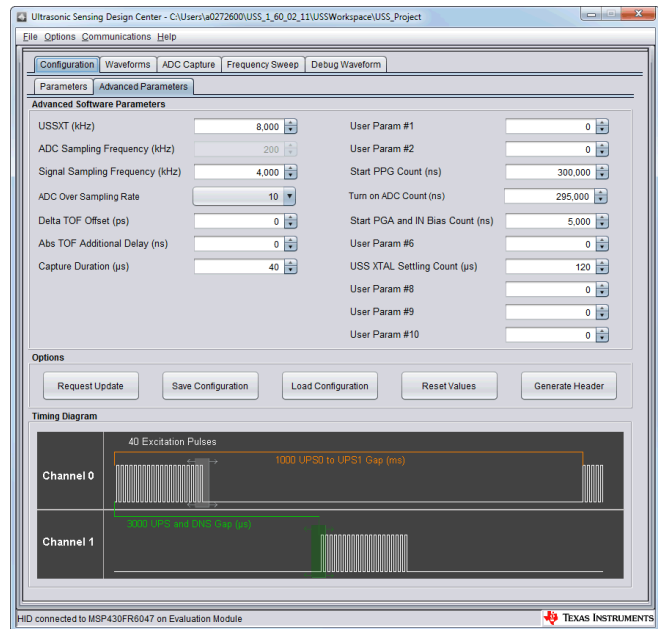 Ultrasonic Sensing Design Center - C:\Users\a0272600\USS_1_60_02_11\USSWorkspace\USS_Project
File Options Communications Help
Configuration Waveforms ADC Capture Frequency Sweep Debug Waveform
Parameters Advanced Parameters
Advanced Software Parameters
USSXT (kHz) 8,000 User Param #1 0
ADC Sampling Frequency (kHz) 200 User Param #2 0
Signal Sampling Frequency (kHz) 4,000 Start PPG Count (ns) 300,000
ADC Over Sampling Rate 10 Turn on ADC Count (ns) 295,000
Delta TOF Offset (ps) 0 Start PGA and IN Bias Count (ns) 5,000
Abs TOF Additional Delay (ns) 0 User Param #6 0
Capture Duration (µs) 40 USS XTAL Settling Count (µs) 120
User Param #8 0
User Param #9 0
User Param #10 0
Options
Request Update Save Configuration Load Configuration Reset Values Generate Header
Timing Diagram
40 Excitation Pulses
1000 UPS0 to UPS1 Gap (ms)
Channel 0
3000 UPS and DNS Gap (µs)
Channel 1
HID connected to MSP430FR6047 on Evaluation Module TEXAS INSTRUMENTS